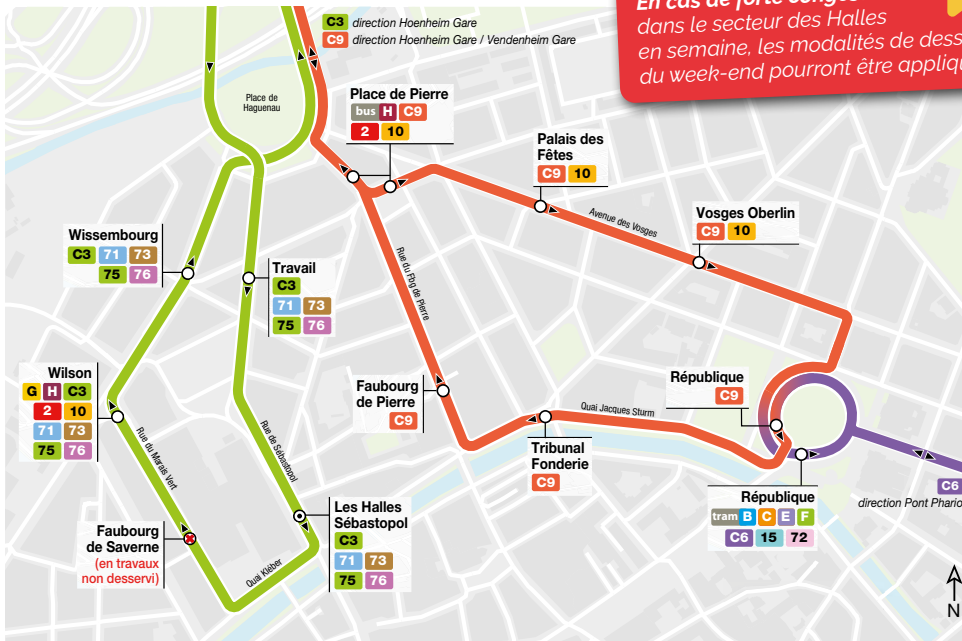 C3 direction Hoenheim Gare
C9 direction Hoenheim Gare / Vendenheim Gare
En cas de forte
dans le secteur des Halles
en semaine, les modalités de
du week-end pourront être
Place de
Haguenau
Place de Pierre
bus H C9
2 10
Palais des
Fêtes
C9 10
Avenue des Vosges
Vosges Oberlin
C9 10
Wissembourg
C3 71 73
75 76
Travail
C3
71 73
75 76
Rue du Fbg de Pierre
Wilson
G H C3
2 10
71 73
75 76
Rue du Marais Vert
Rue de Sébastopol
Faubourg
de Pierre
C9
Quai Jacques Sturm
République
C9
Tribunal
Fonderie
C9
République
tram B C E F
C6 15 72
C6
direction Pont
Les Halles
Sébastopol
C3
71 73
75 76
Faubourg
de Saverne
(en travaux
non desservi)
Quai Kléber
N